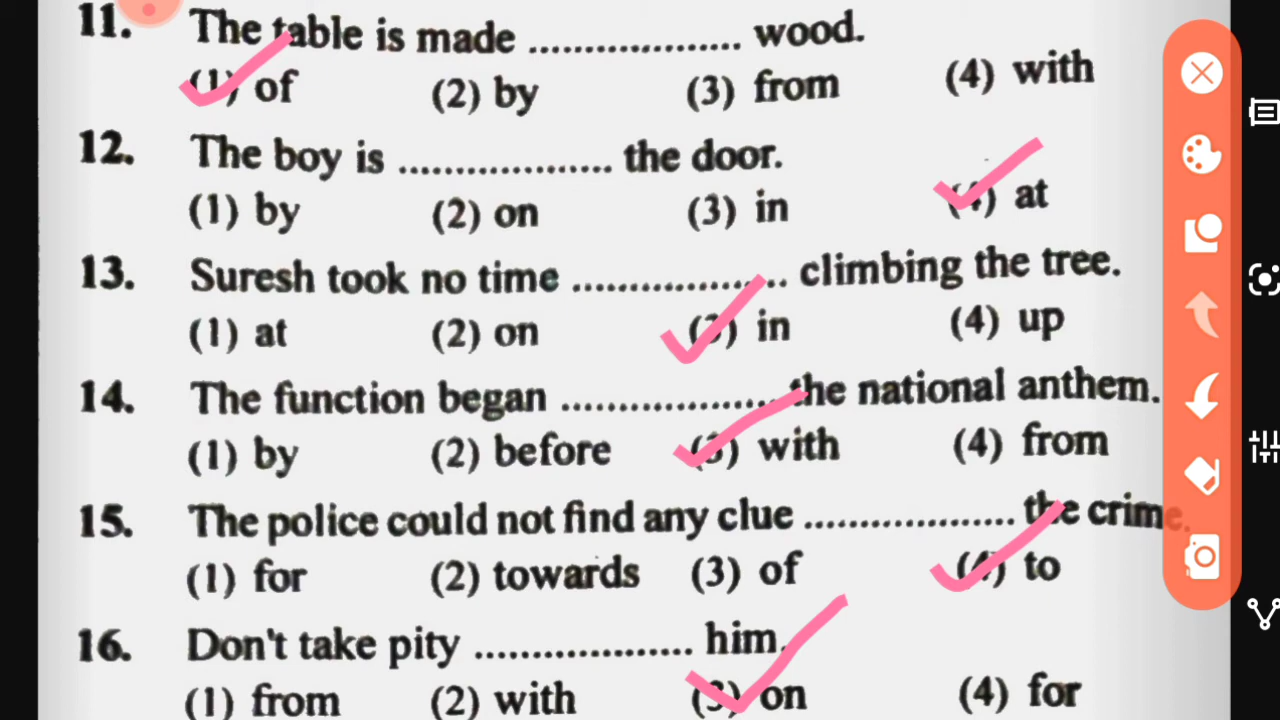 11. The table is made ................... wood.
(1) of (2) by (3) from (4) with
12. The boy is ................... the door.
(1) by (2) on (3) in (4) at
13. Suresh took no time ................... climbing the tree.
(1) at (2) on (3) in (4) up
14. The function began ................... the national anthem.
(1) by (2) before (3) with (4) from
15. The police could not find any clue ................... the crime.
(1) for (2) towards (3) of (4) to
16. Don't take pity ................... him.
(1) from (2) with (3) on (4) for